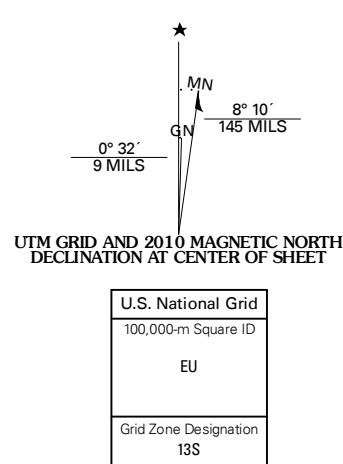 ★
MN
8° 10´
145 MILS
GN
0° 32´
9 MILS
UTM GRID AND 2010 MAGNETIC NORTH
DECLINATION AT CENTER OF SHEET
U.S. National Grid
100,000-m Square ID
EU
Grid Zone Designation
13S